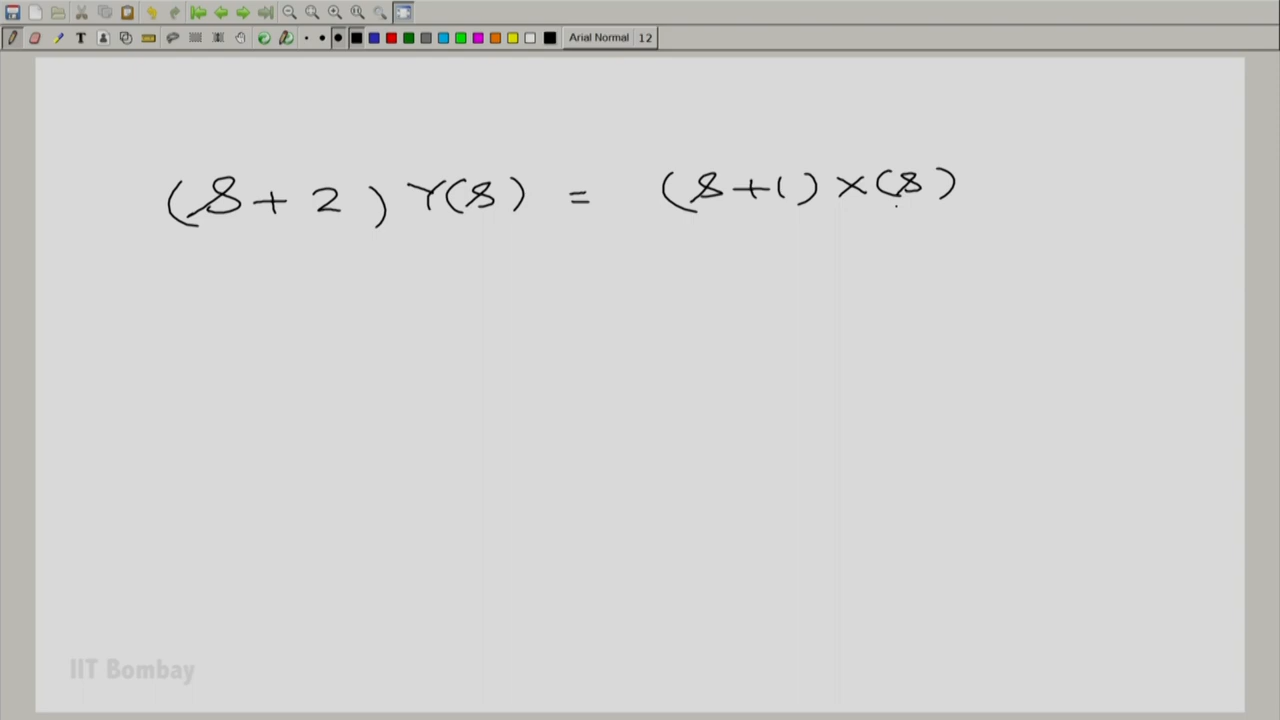 Arial Normal 12
(s + 2) Y(s) = (s + 1) X(s)
IIT Bombay